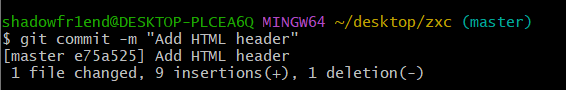 shadowfr1end@DESKTOP-PLCEA6Q MINGW64 ~/desktop/zxc (master)
$ git commit -m "Add HTML header"
[master e75a525] Add HTML header
 1 file changed, 9 insertions(+), 1 deletion(-)